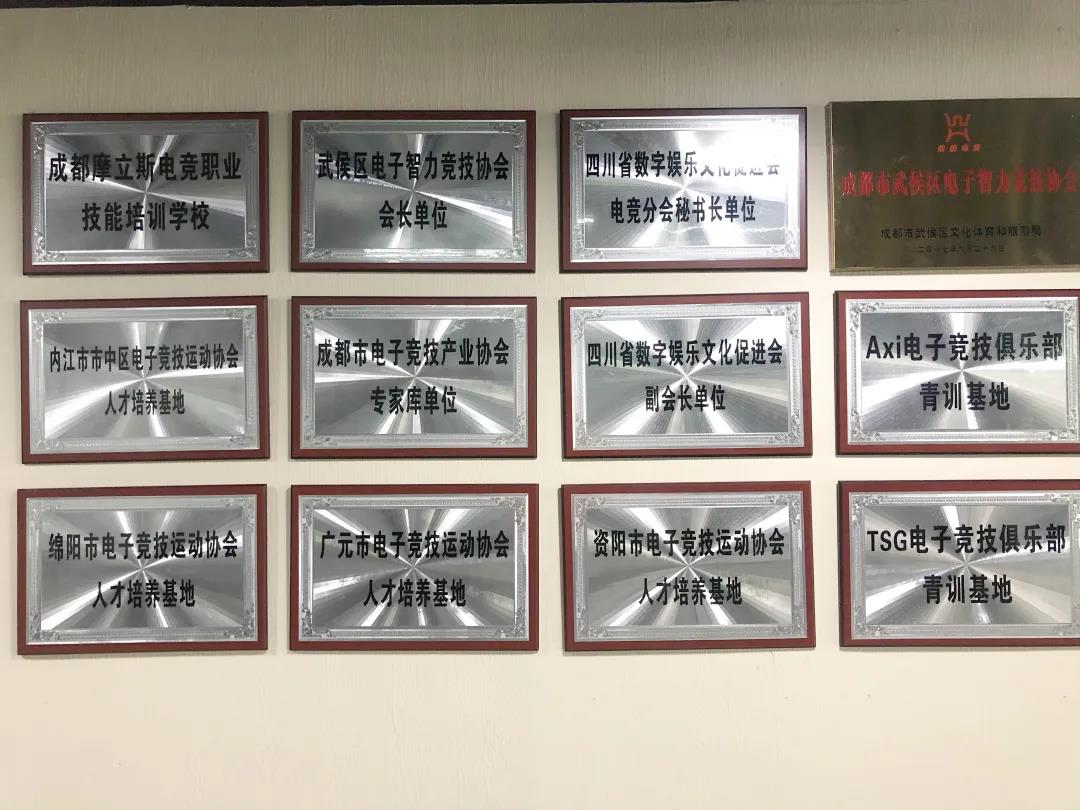 成都摩立斯电竞职业
技能培训学校
武侯区电子智力竞技协会
会长单位
四川省数字娱乐文化促进会
电竞分会秘书长单位
成都市武侯区电子智力竞技协会
成都市武侯区文化体育和旅游局
二零一七年六月二十九日
内江市市中区电子竞技运动协会
人才培养基地
成都市电子竞技产业协会
专家库单位
四川省数字娱乐文化促进会
副会长单位
Axi电子竞技俱乐部
青训基地
绵阳市电子竞技运动协会
人才培养基地
广元市电子竞技运动协会
人才培养基地
资阳市电子竞技运动协会
人才培养基地
TSG电子竞技俱乐部
青训基地